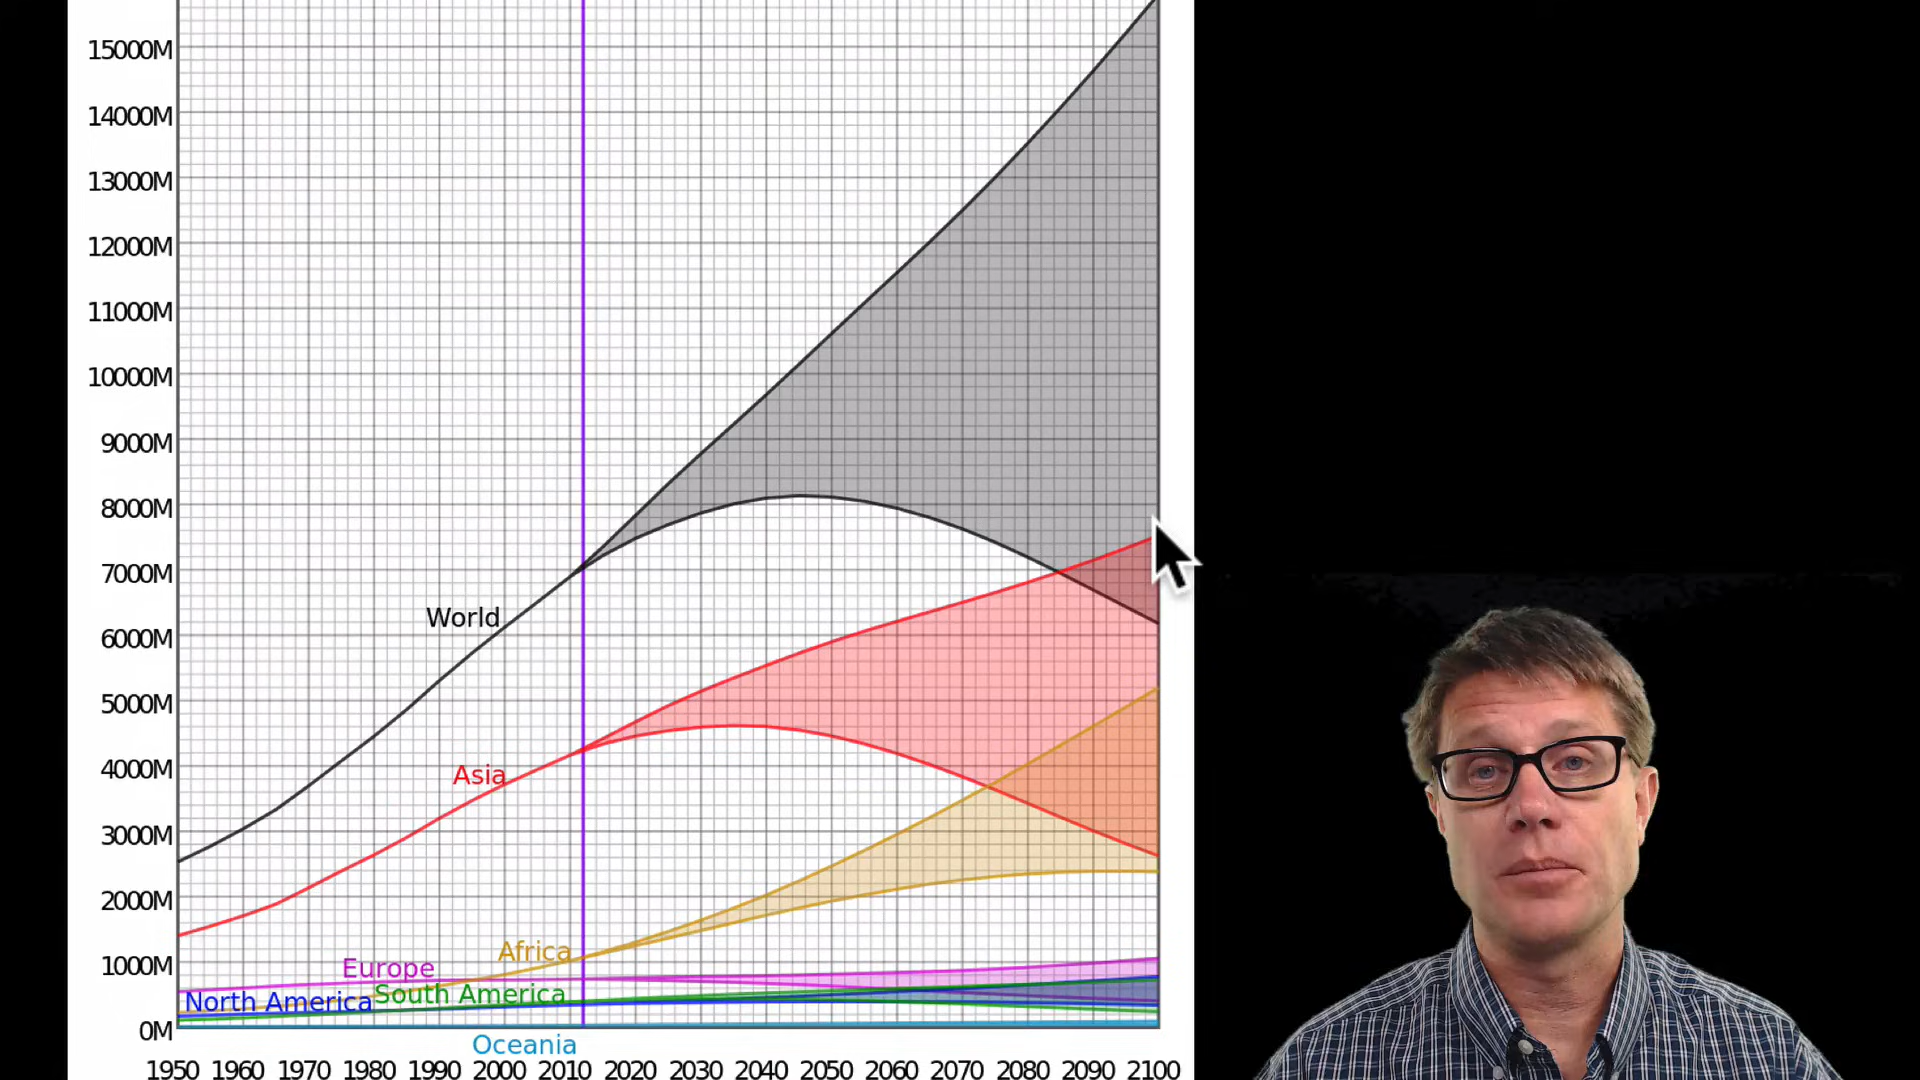 15000M
14000M
13000M
12000M
11000M
10000M
9000M
8000M
7000M
6000M
5000M
4000M
3000M
2000M
1000M
0M
World
Asia
Africa
Europe
South America
North America
Oceania
1950 1960 1970 1980 1990 2000 2010 2020 2030 2040 2050 2060 2070 2080 2090 2100